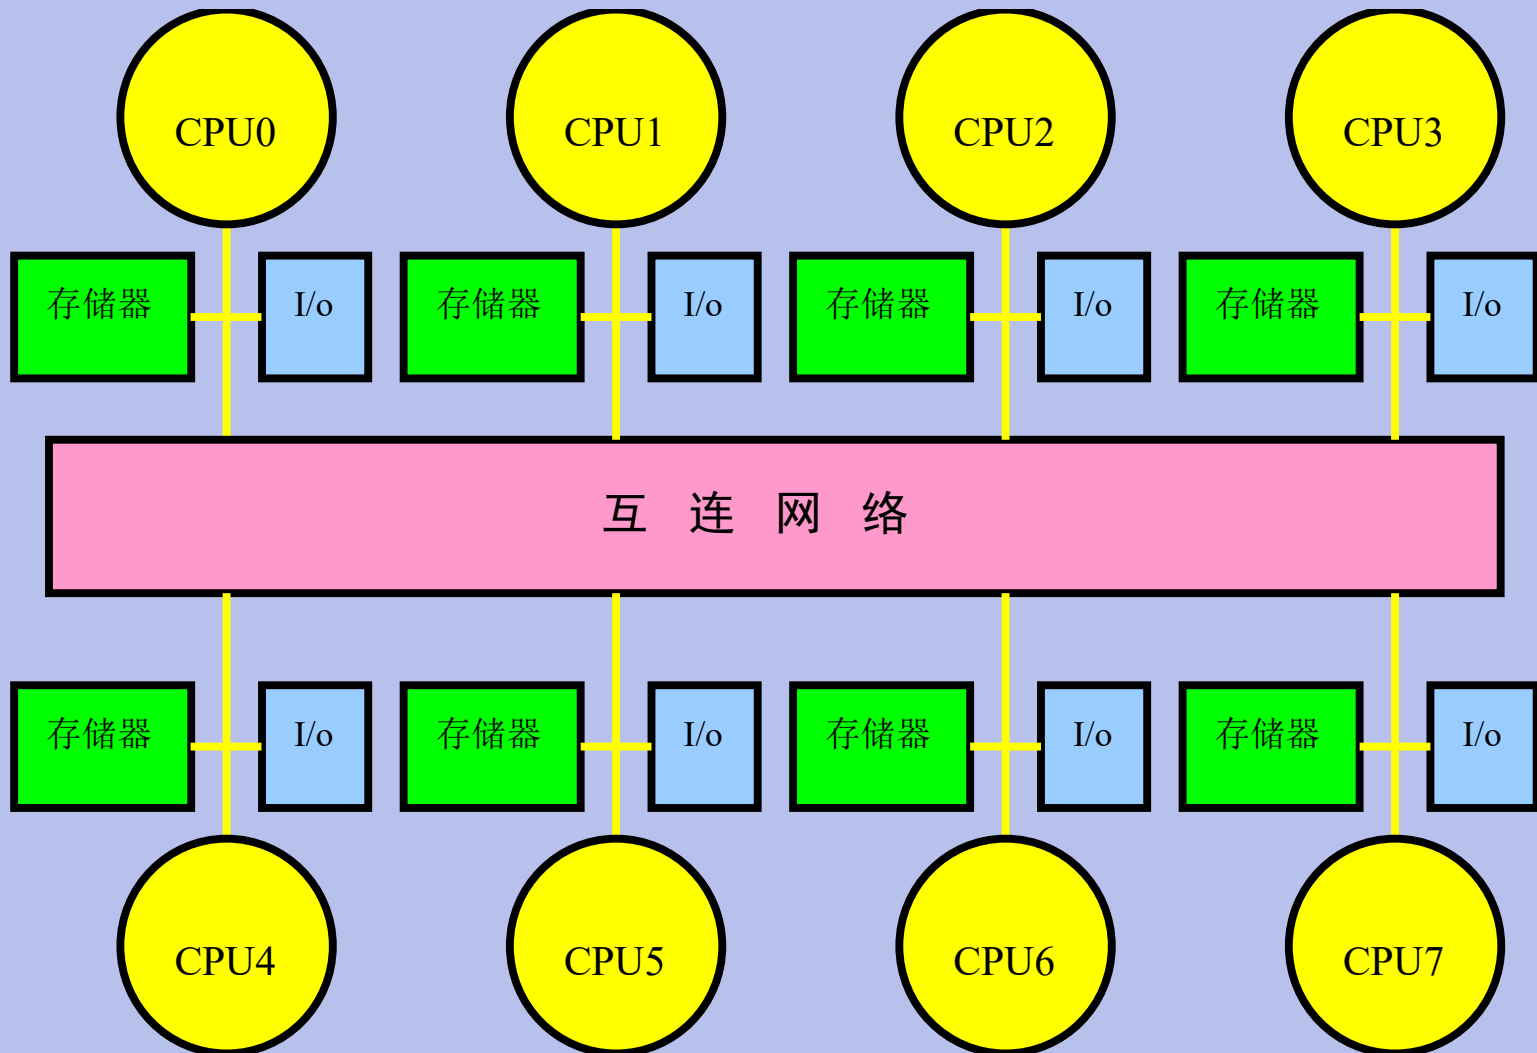 CPU0 CPU1 CPU2 CPU3
存储器 I/o 存储器 I/o 存储器 I/o 存储器 I/o
互 连 网 络
存储器 I/o 存储器 I/o 存储器 I/o 存储器 I/o
CPU4 CPU5 CPU6 CPU7